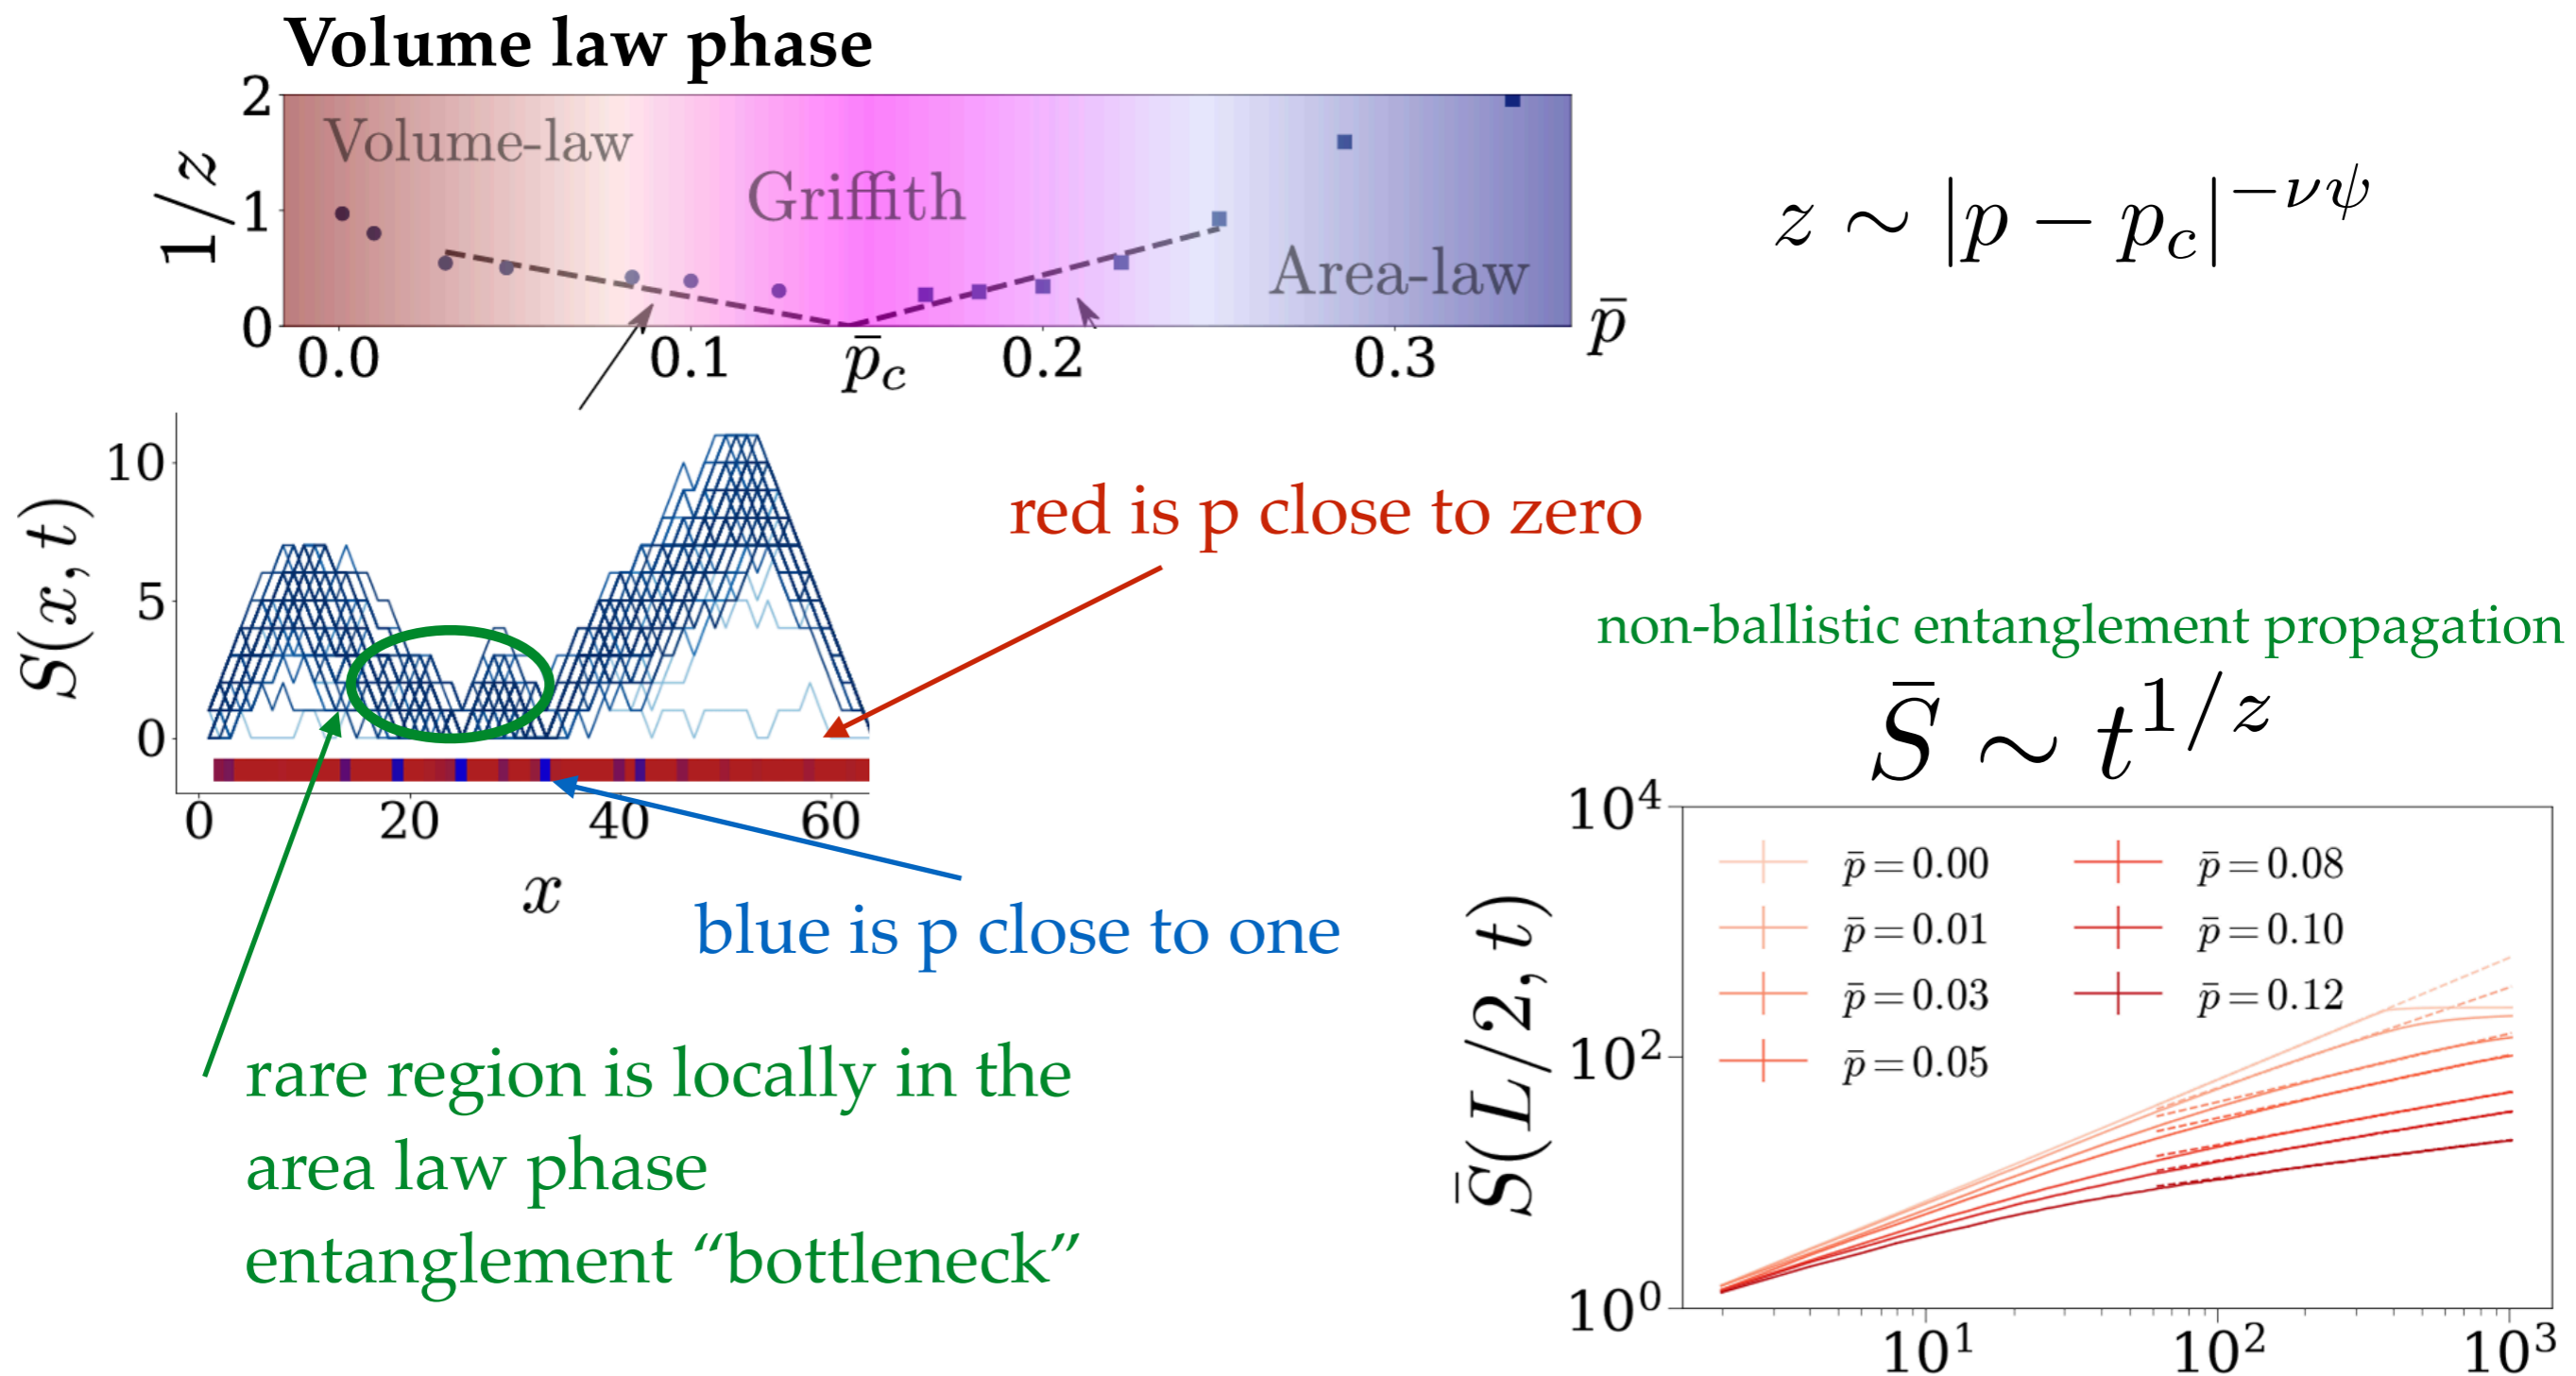 Volume law phase
2
1
0
1/z
Volume-law
Griffith
Area-law
0.0
0.1
p̄_c
0.2
0.3
p̄
z ∼ |p − p_c|^{−νψ}
10
5
0
S(x, t)
0
20
40
60
x
red is p close to zero
blue is p close to one
rare region is locally in the
area law phase
entanglement “bottleneck”
non-ballistic entanglement propagation
S̄ ∼ t^{1/z}
10^4
10^2
10^0
S̄(L/2, t)
p̄ = 0.00
p̄ = 0.01
p̄ = 0.03
p̄ = 0.05
p̄ = 0.08
p̄ = 0.10
p̄ = 0.12
10^1
10^2
10^3